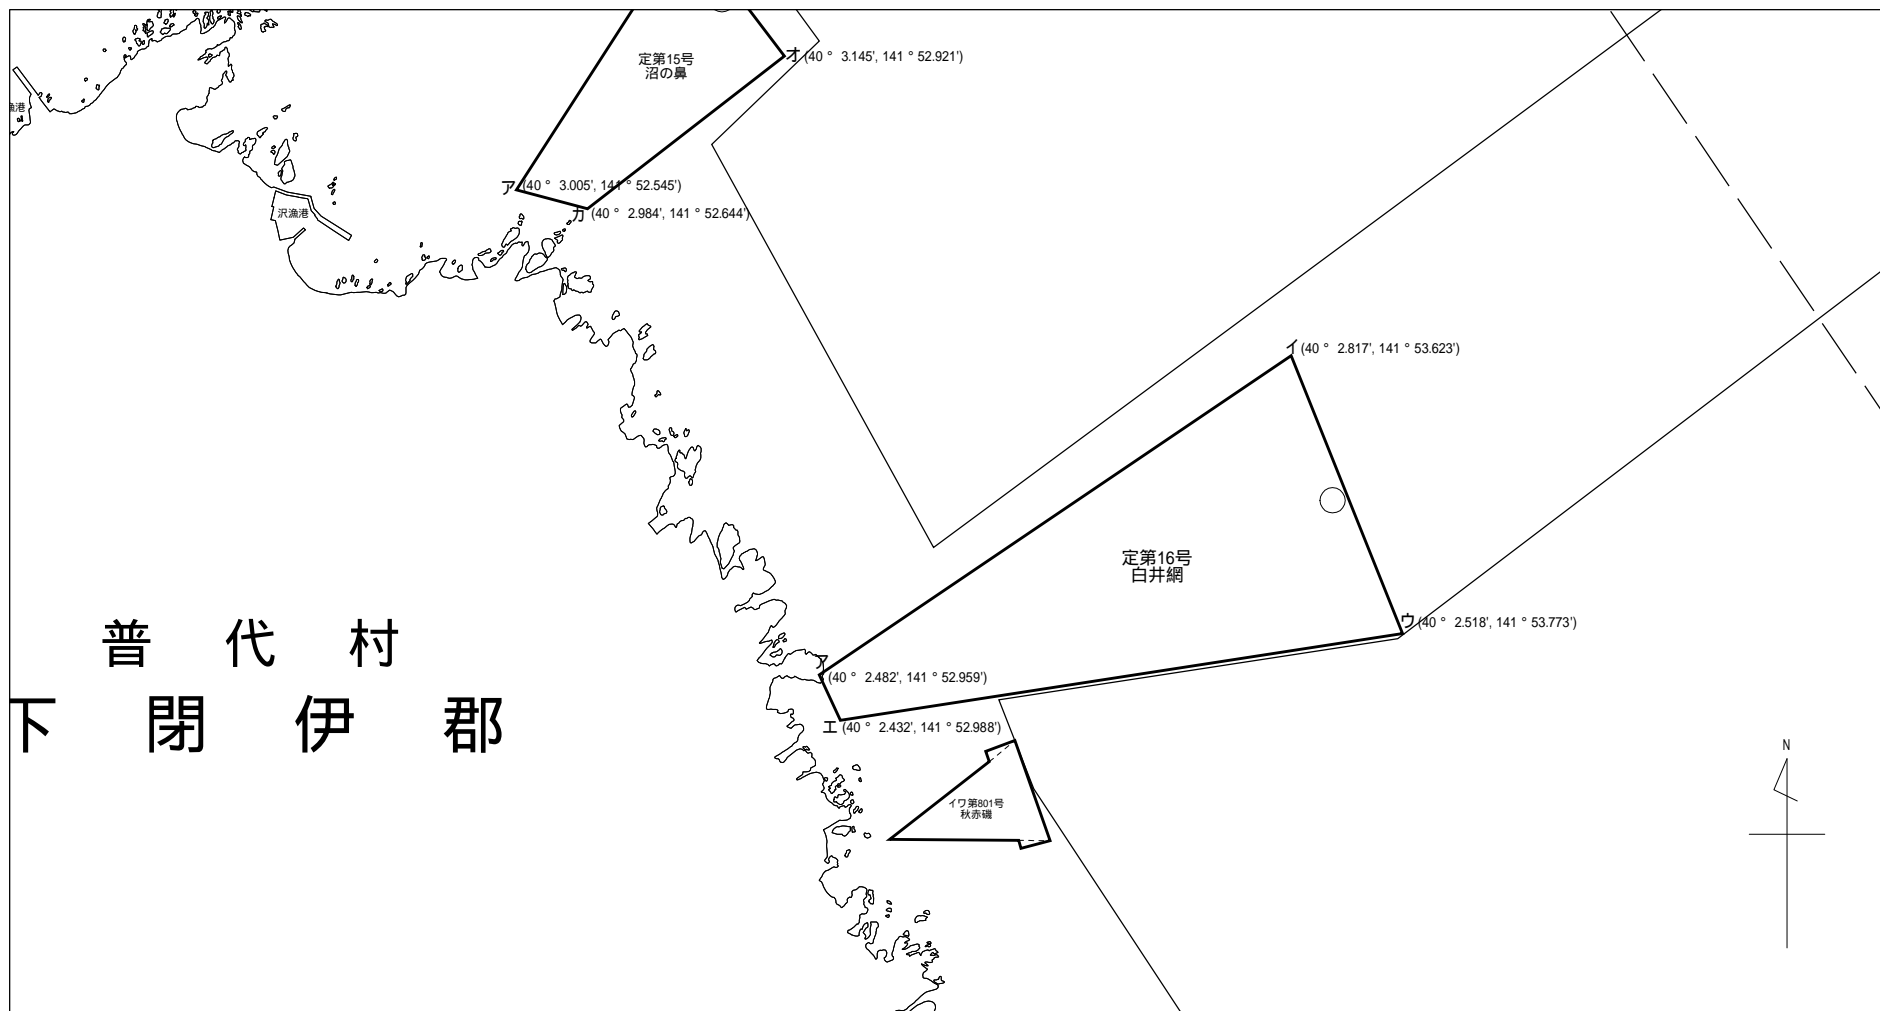 定第15号
沼の鼻
オ (40 ° 3.145', 141 ° 52.921')
漁港
ア (40 ° 3.005', 141 ° 52.545')
カ (40 ° 2.984', 141 ° 52.644')
沢漁港
イ (40 ° 2.817', 141 ° 53.623')
定第16号
白井網
ウ (40 ° 2.518', 141 ° 53.773')
普代村
ア
(40 ° 2.482', 141 ° 52.959')
下閉伊郡
エ (40 ° 2.432', 141 ° 52.988')
N
イワ第801号
秋赤磯